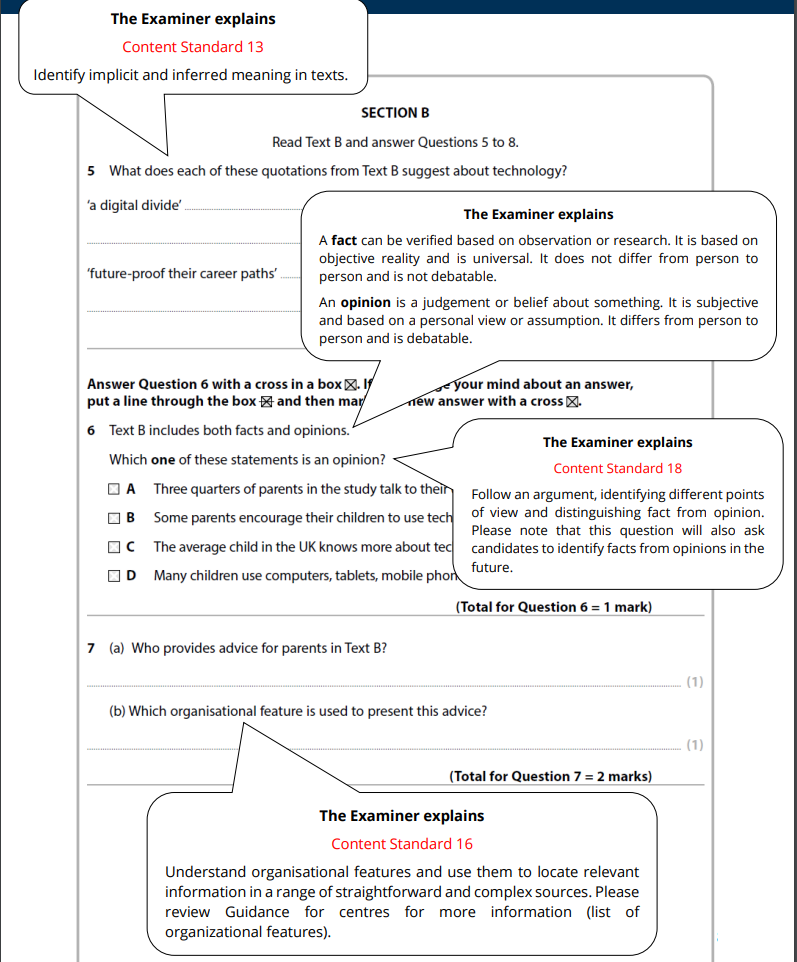 The Examiner explains
Content Standard 13
Identify implicit and inferred meaning in texts.
SECTION B
Read Text B and answer Questions 5 to 8.
5 What does each of these quotations from Text B suggest about technology?
‘a digital divide’
‘future-proof their career paths’
The Examiner explains
A fact can be verified based on observation or research. It is based on
objective reality and is universal. It does not differ from person to
person and is not debatable.
An opinion is a judgement or belief about something. It is subjective
and based on a personal view or assumption. It differs from person to
person and is debatable.
Answer Question 6 with a cross in a box ☒. If your mind about an answer,
put a line through the box and then new answer with a cross ☒.
6 Text B includes both facts and opinions.
Which one of these statements is an opinion?
A Three quarters of parents in the study talk to their
B Some parents encourage their children to use tech
C The average child in the UK knows more about tec
D Many children use computers, tablets, mobile phon
(Total for Question 6 = 1 mark)
The Examiner explains
Content Standard 18
Follow an argument, identifying different points
of view and distinguishing fact from opinion.
Please note that this question will also ask
candidates to identify facts from opinions in the
future.
7 (a) Who provides advice for parents in Text B?
(1)
(b) Which organisational feature is used to present this advice?
(1)
(Total for Question 7 = 2 marks)
The Examiner explains
Content Standard 16
Understand organisational features and use them to locate relevant
information in a range of straightforward and complex sources. Please
review Guidance for centres for more information (list of
organizational features).